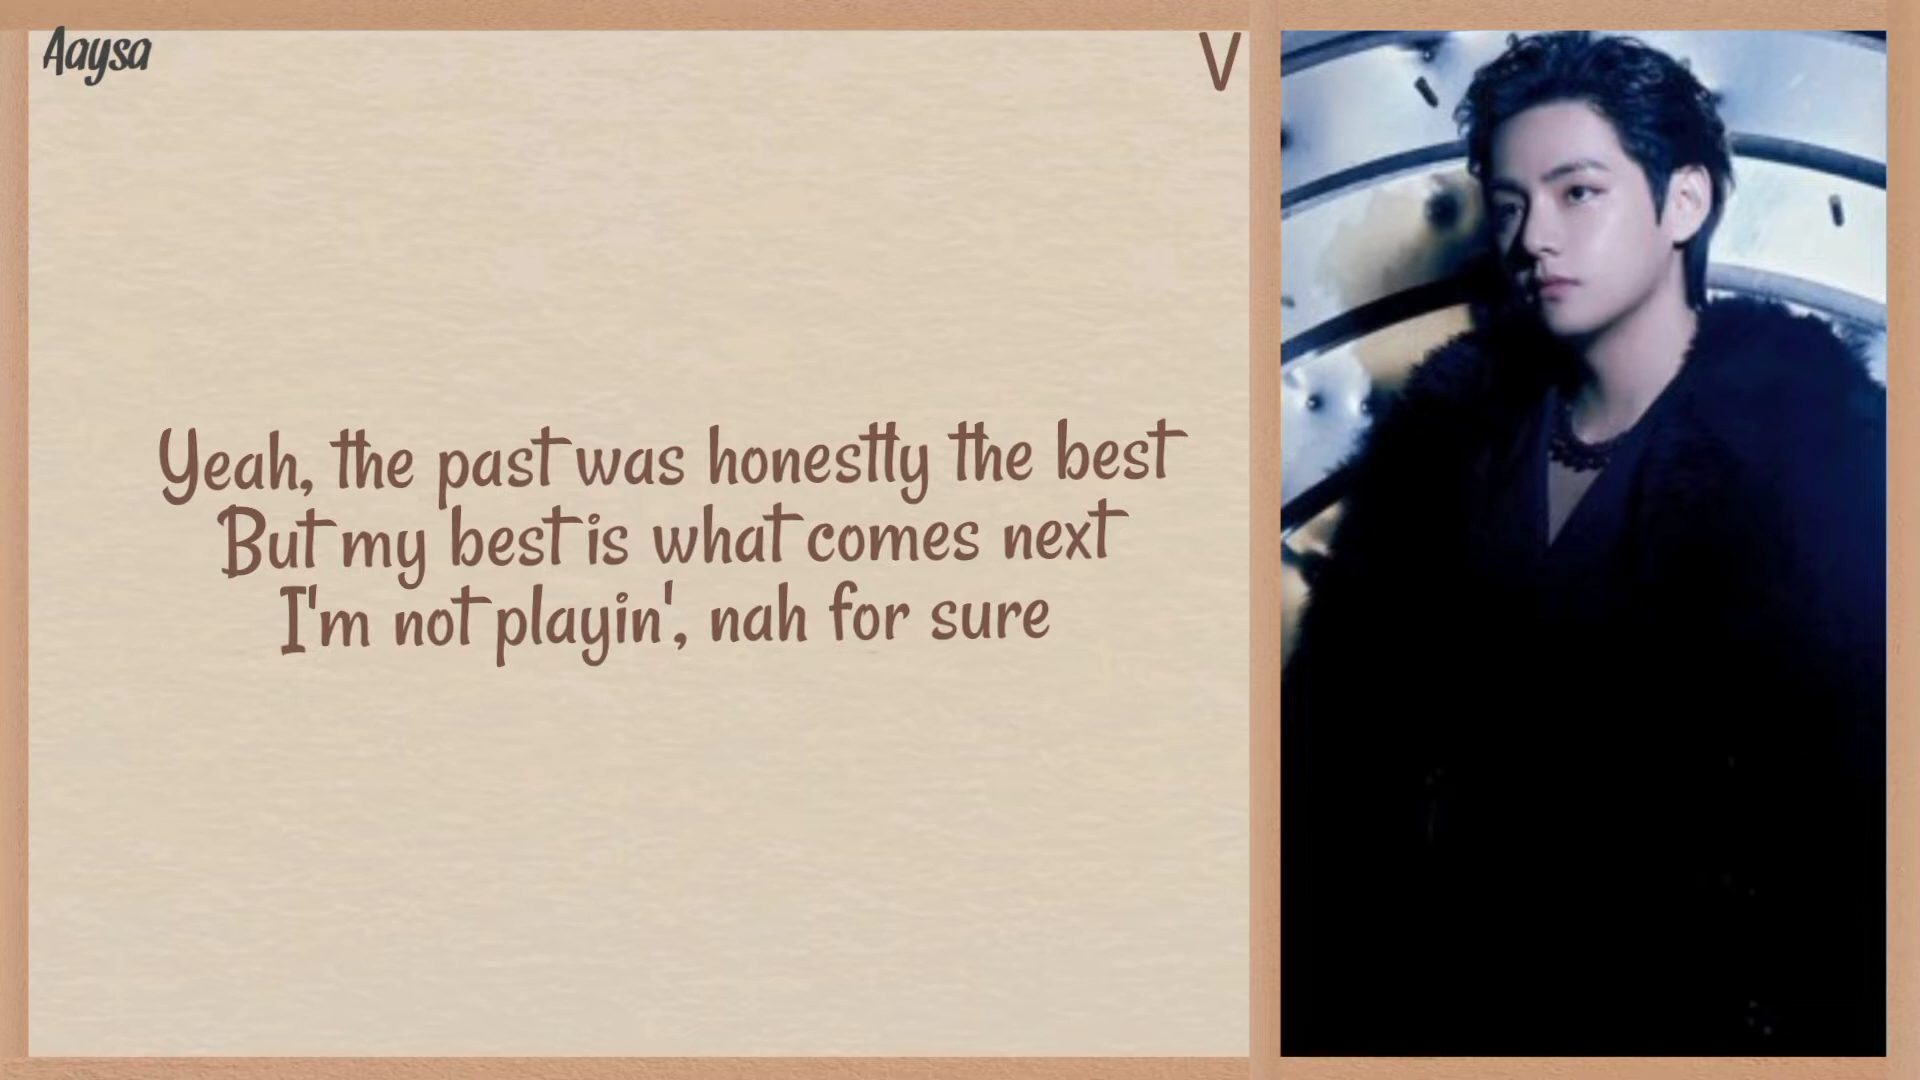 Aaysa
V
Yeah, the past was honestly the best
But my best is what comes next
I'm not playin', nah for sure